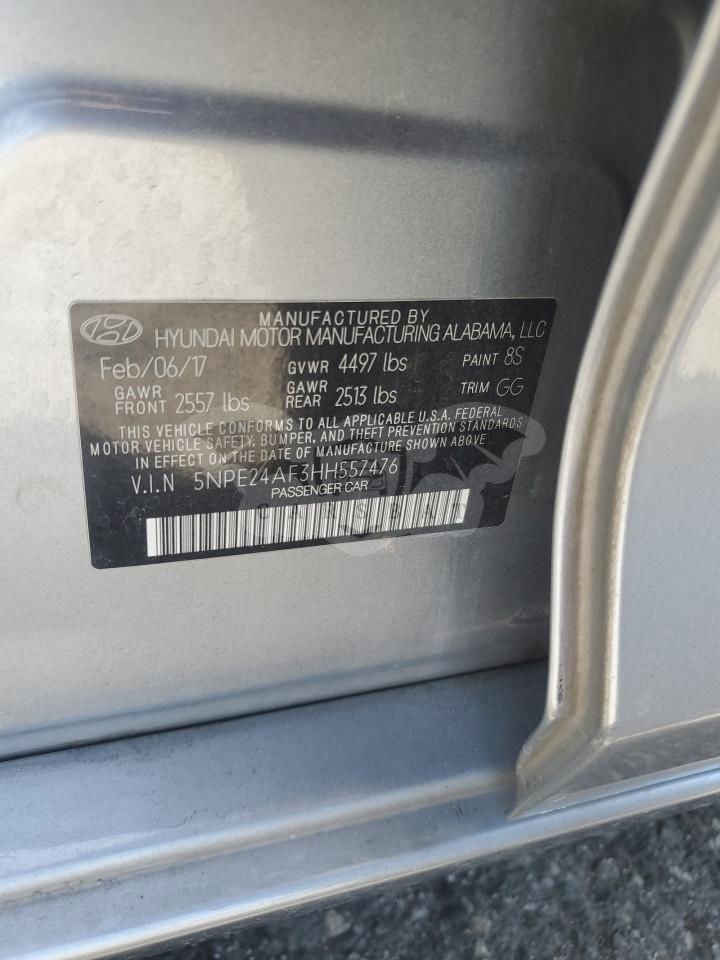 MANUFACTURED BY
HYUNDAI MOTOR MANUFACTURING ALABAMA, LLC
Feb/06/17 GVWR 4497 lbs PAINT 8S
GAWR FRONT 2557 lbs GAWR REAR 2513 lbs TRIM GG
THIS VEHICLE CONFORMS TO ALL APPLICABLE U.S.A. FEDERAL
MOTOR VEHICLE SAFETY, BUMPER, AND THEFT PREVENTION STANDARDS
IN EFFECT ON THE DATE OF MANUFACTURE SHOWN ABOVE.
V.I.N 5NPE24AF3HH557476
PASSENGER CAR
CARSBAT